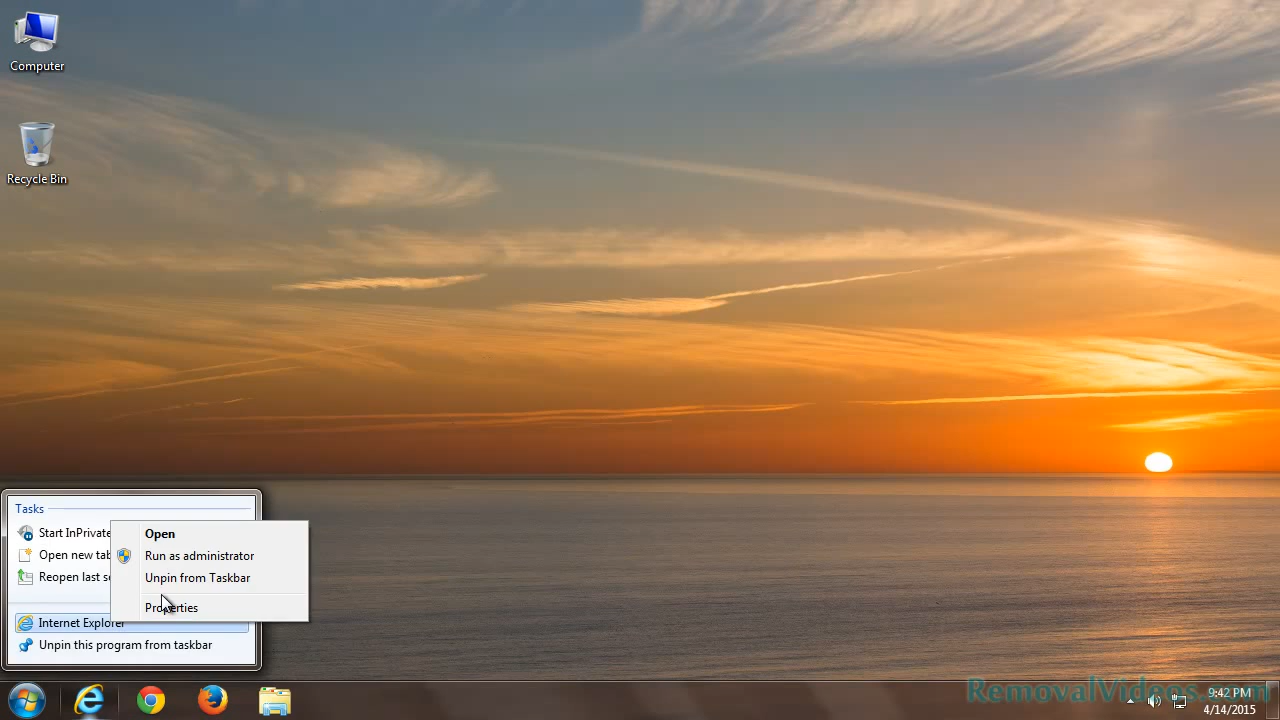 Computer
Recycle Bin
Tasks
Start InPrivate
Open new tab
Reopen last se
Open
Run as administrator
Unpin from Taskbar
Properties
Internet Explorer
Unpin this program from taskbar
RemovalVideos.com
9:42 PM
4/14/2015